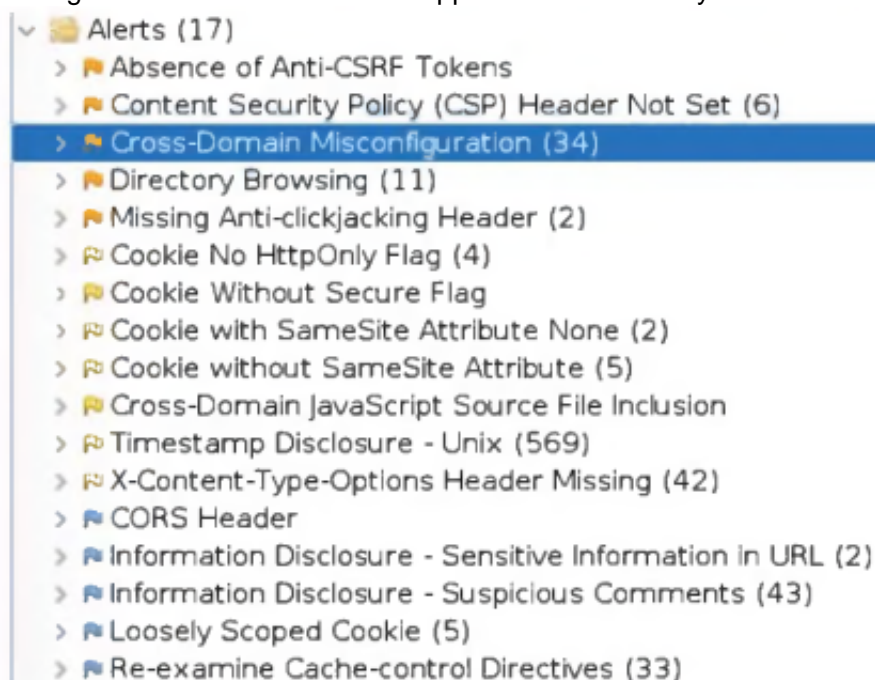 Alerts (17)
Absence of Anti-CSRF Tokens
Content Security Policy (CSP) Header Not Set (6)
Cross-Domain Misconfiguration (34)
Directory Browsing (11)
Missing Anti-clickjacking Header (2)
Cookie No HttpOnly Flag (4)
Cookie Without Secure Flag
Cookie with SameSite Attribute None (2)
Cookie without SameSite Attribute (5)
Cross-Domain JavaScript Source File Inclusion
Timestamp Disclosure - Unix (569)
X-Content-Type-Options Header Missing (42)
CORS Header
Information Disclosure - Sensitive Information in URL (2)
Information Disclosure - Suspicious Comments (43)
Loosely Scoped Cookie (5)
Re-examine Cache-control Directives (33)